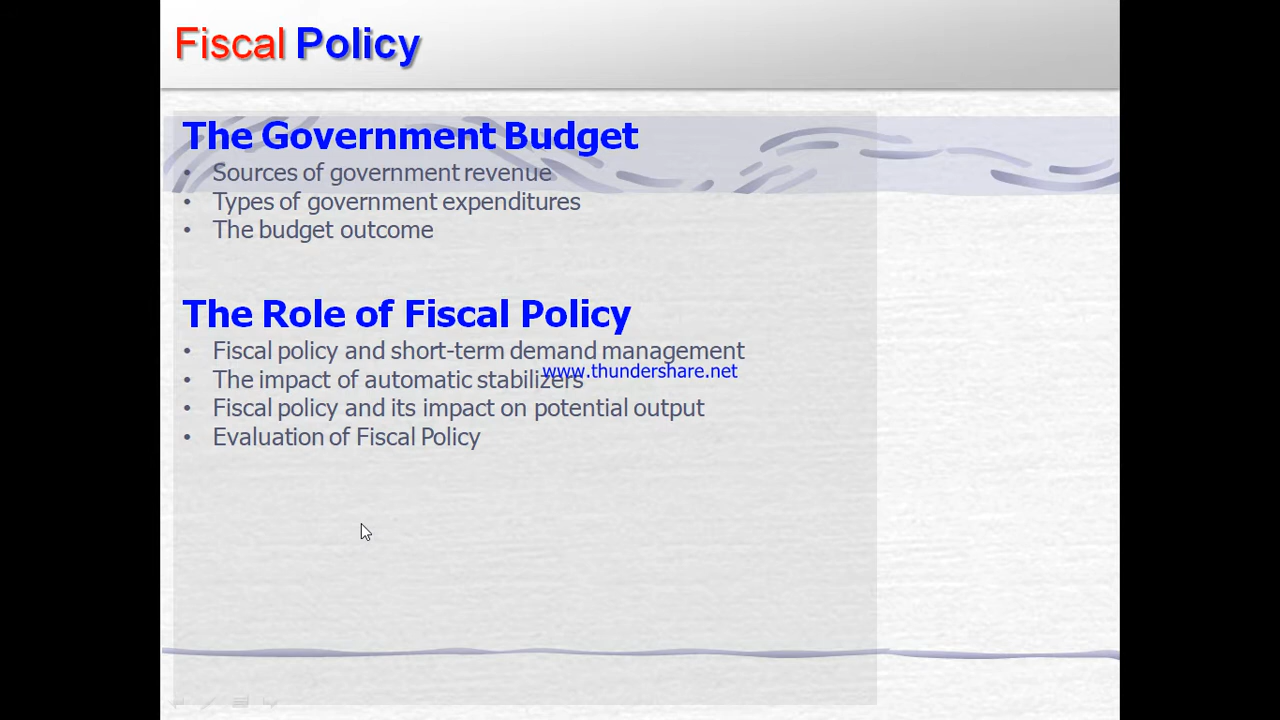 Fiscal Policy
The Government Budget
• Sources of government revenue
• Types of government expenditures
• The budget outcome
The Role of Fiscal Policy
• Fiscal policy and short-term demand management
www.thundershare.net
• The impact of automatic stabilizers
• Fiscal policy and its impact on potential output
• Evaluation of Fiscal Policy